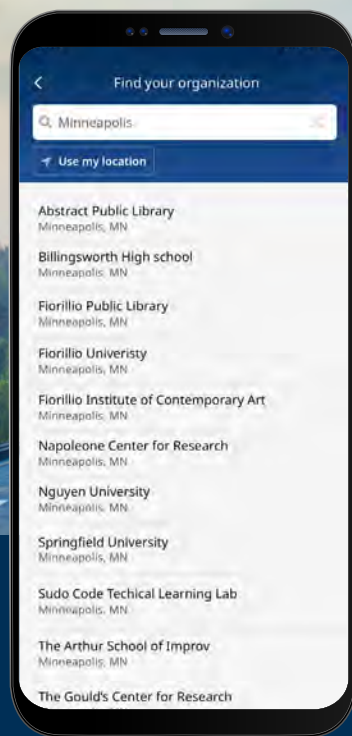 Find your organization
Minneapolis
Use my location
Abstract Public Library
Minneapolis, MN
Billingsworth High school
Minneapolis, MN
Fiorillio Public Library
Minneapolis, MN
Fiorillio Univeristy
Minneapolis, MN
Fiorillio Institute of Contemporary Art
Minneapolis, MN
Napoleone Center for Research
Minneapolis, MN
Nguyen University
Minneapolis, MN
Springfield University
Minneapolis, MN
Sudo Code Techical Learning Lab
Minneapolis, MN
The Arthur School of Improv
Minneapolis, MN
The Gould's Center for Research